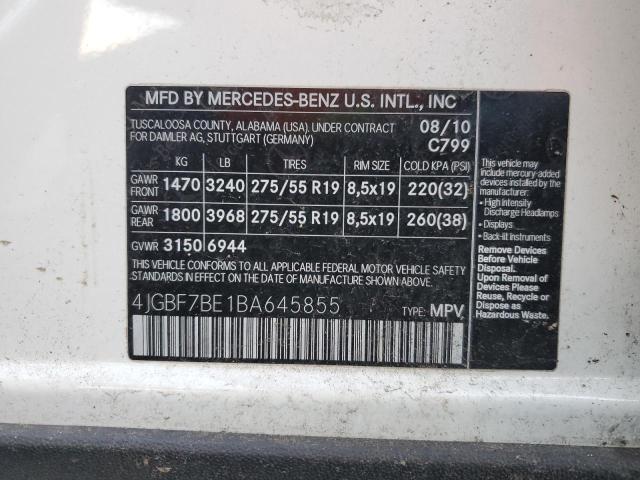 MFD BY MERCEDES-BENZ U.S. INTL., INC
TUSCALOOSA COUNTY, ALABAMA (USA), UNDER CONTRACT
FOR DAIMLER AG, STUTTGART (GERMANY)
08/10
C799
KG LB TIRES RIM SIZE COLD KPA (PSI)
GAWR FRONT 1470 3240 275/55 R19 8,5x19 220(32)
GAWR REAR 1800 3968 275/55 R19 8,5x19 260(38)
GVWR 3150 6944
THIS VEHICLE CONFORMS TO ALL APPLICABLE FEDERAL MOTOR VEHICLE SAFETY
STANDARDS IN EFFECT ON THE DATE OF MANUFACTURE SHOWN ABOVE.
4JGBF7BE1BA645855
TYPE: MPV
This vehicle may
include mercury-added
devices installed by the
manufacturer:
• High Intensity
Discharge Headlamps
• Displays
• Back-lit instruments
Remove Devices
Before Vehicle
Disposal.
Upon Removal of
Devices Please
Reuse, Recycle or
Dispose as
Hazardous Waste.